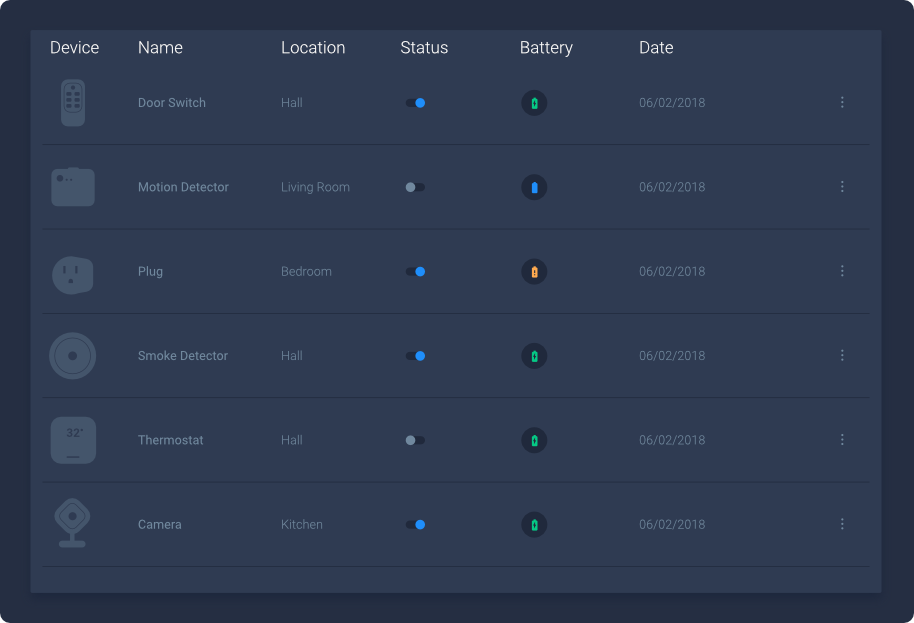 Device Name Location Status Battery Date
Door Switch Hall 06/02/2018
Motion Detector Living Room 06/02/2018
Plug Bedroom 06/02/2018
Smoke Detector Hall 06/02/2018
32° Thermostat Hall 06/02/2018
Camera Kitchen 06/02/2018